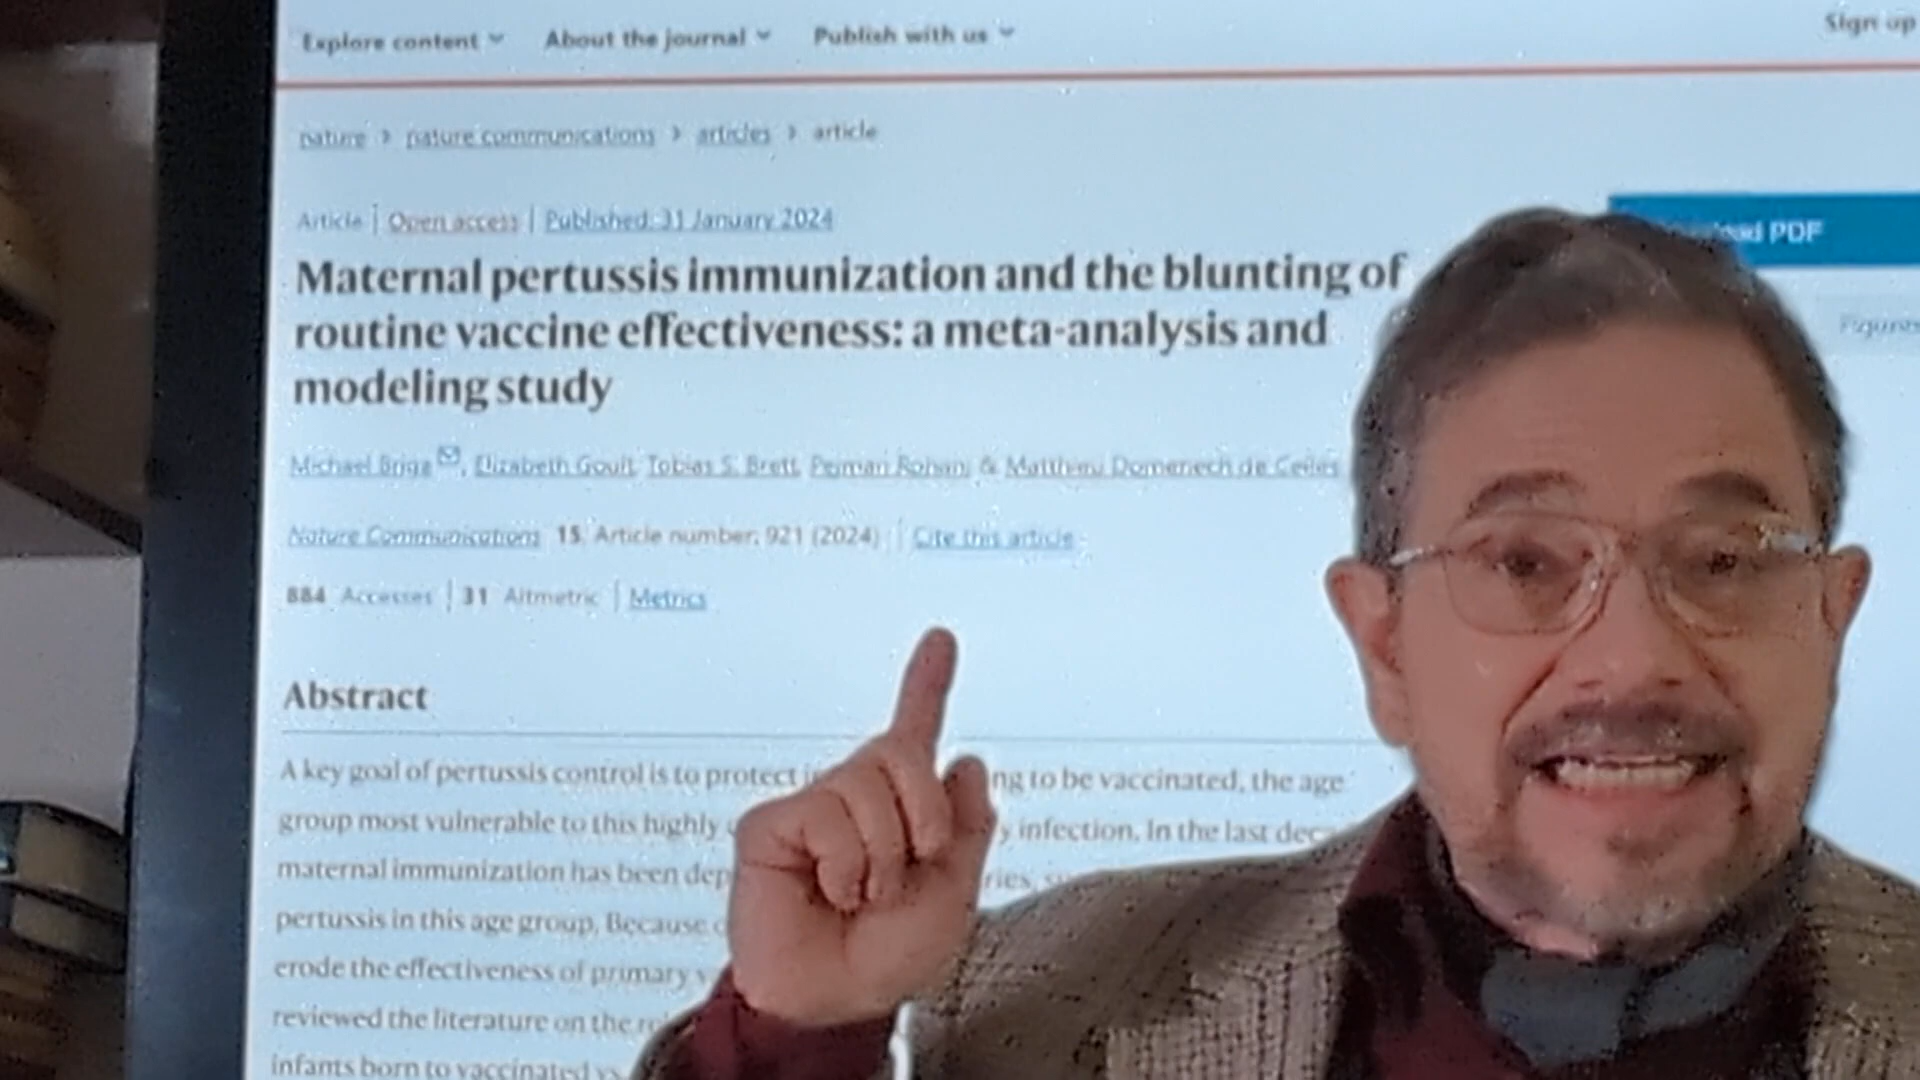 Explore content About the journal Publish with us Sign up
nature > nature communications > articles > article
Article | Open access | Published: 31 January 2024
PDF
Maternal pertussis immunization and the blunting of
routine vaccine effectiveness: a meta-analysis and
modeling study
Figures
Michael Briga, Elizabeth Goult, Tobias S. Brett, Pejman Rohani & Matthieu Domenech de Celles
Nature Communications 15, Article number: 921 (2024) | Cite this article
884 Accesses | 31 Altmetric | Metrics
Abstract
A key goal of pertussis control is to protect ng to be vaccinated, the age
group most vulnerable to this highly y infection. In the last dec
maternal immunization has been dep ries,
pertussis in this age group. Because
erode the effectiveness of primary v
reviewed the literature on the
infants born to vaccinated vs